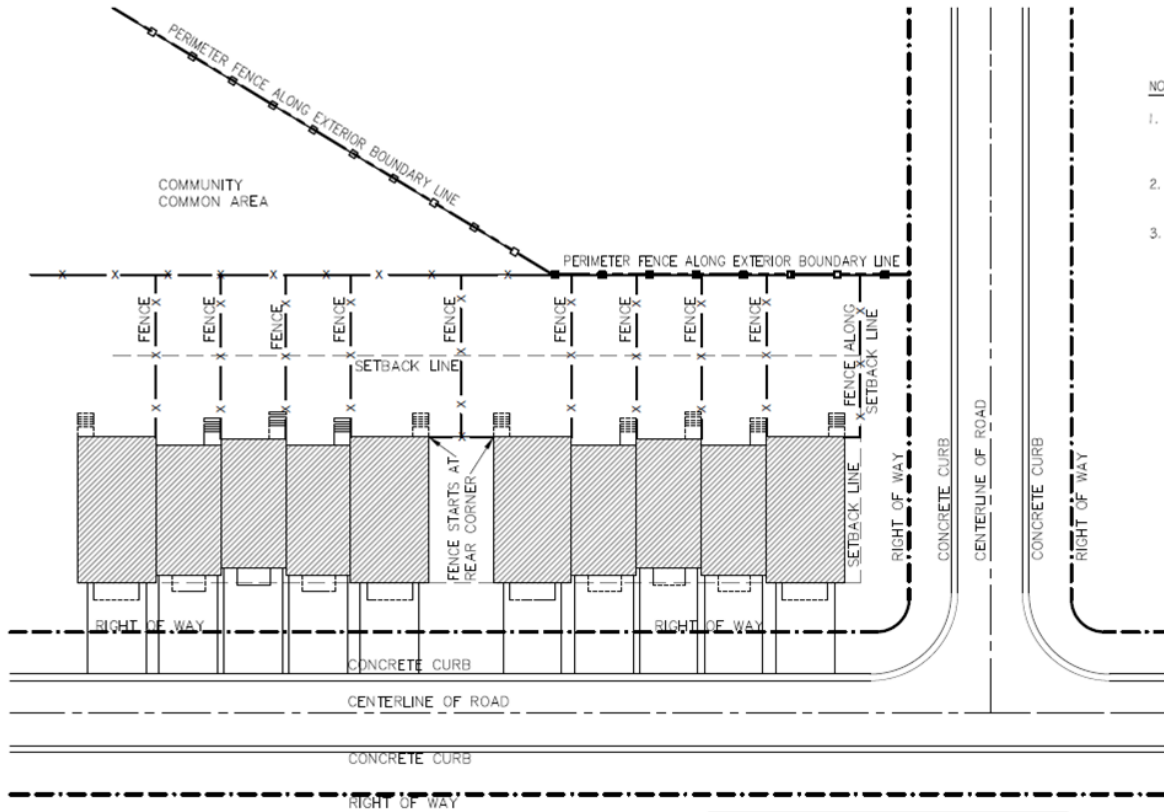 PERIMETER FENCE ALONG EXTERIOR BOUNDARY LINE
NO
1.
2.
3.
COMMUNITY
COMMON AREA
PERIMETER FENCE ALONG EXTERIOR BOUNDARY LINE
FENCE
FENCE
FENCE
FENCE
FENCE
FENCE
FENCE
FENCE
FENCE
FENCE ALONG
SETBACK LINE
SETBACK LINE
FENCE STARTS AT
REAR CORNER
SETBACK LINE
RIGHT OF WAY
CONCRETE CURB
CENTERLINE OF ROAD
CONCRETE CURB
RIGHT OF WAY
RIGHT OF WAY
RIGHT OF WAY
CONCRETE CURB
CENTERLINE OF ROAD
CONCRETE CURB
RIGHT OF WAY